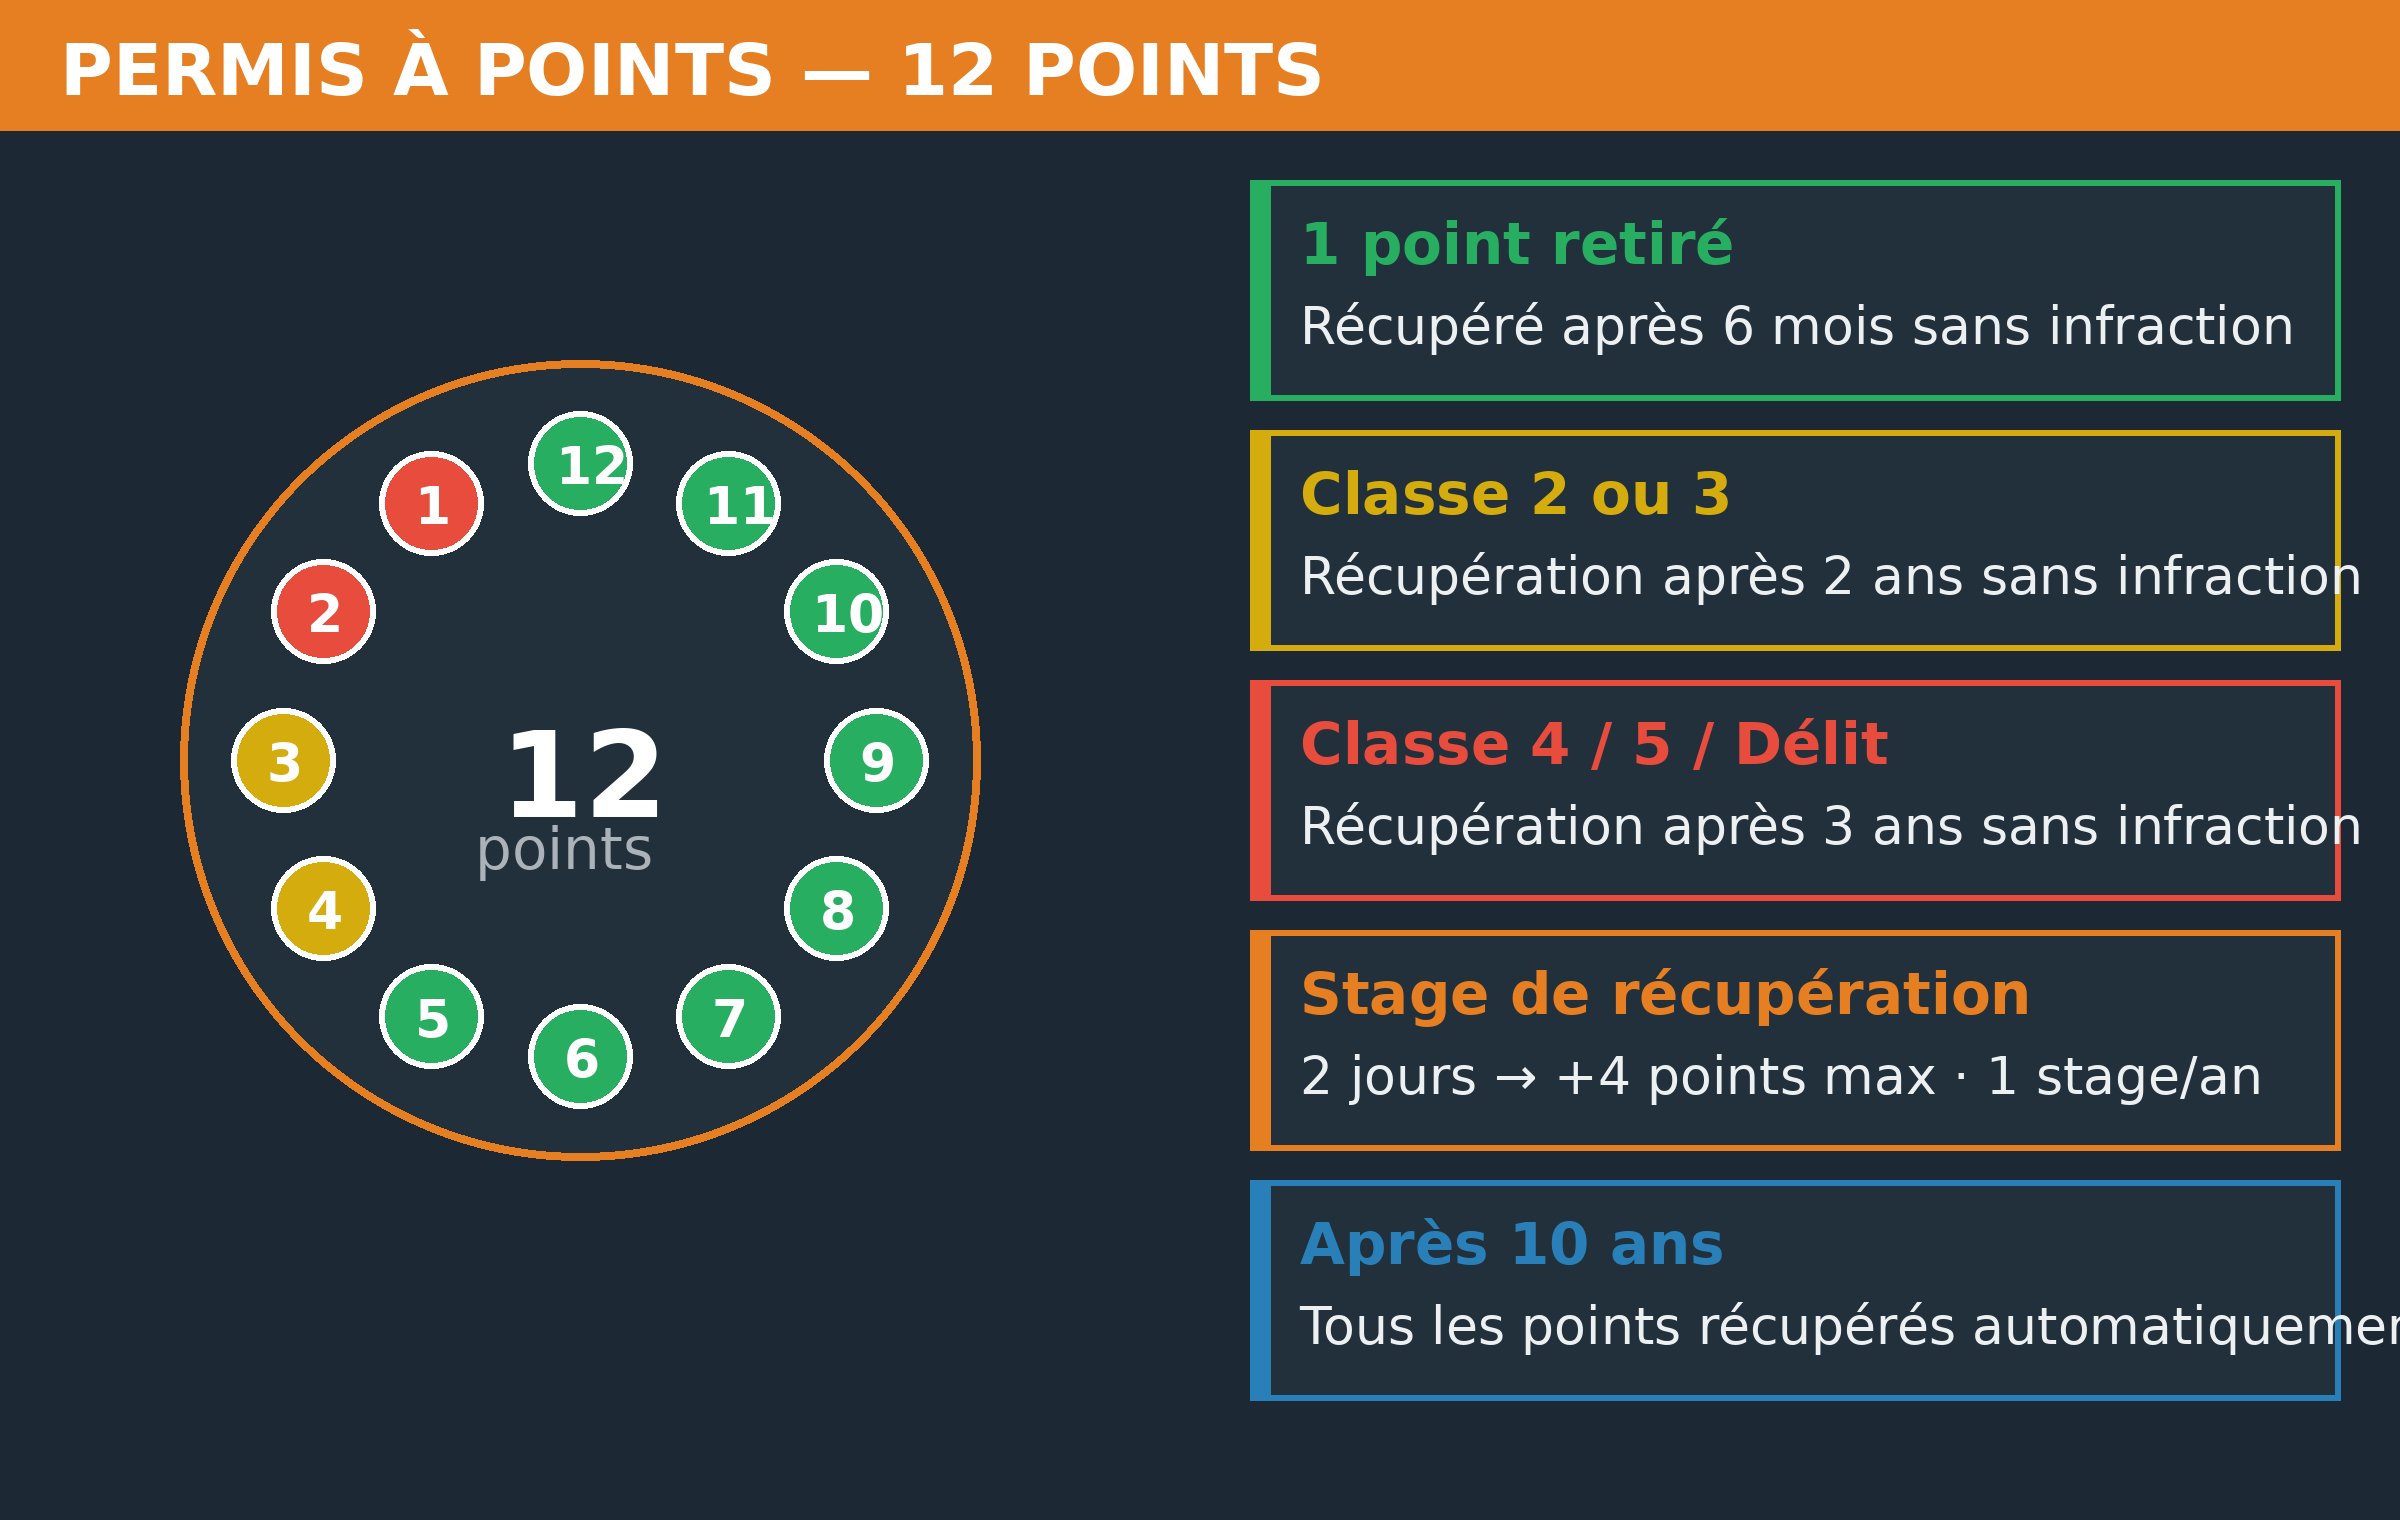 PERMIS À POINTS — 12 POINTS
12
11
10
9
8
7
6
5
4
3
2
1
12
points
1 point retiré
Récupéré après 6 mois sans infraction
Classe 2 ou 3
Récupération après 2 ans sans infraction
Classe 4 / 5 / Délit
Récupération après 3 ans sans infraction
Stage de récupération
2 jours → +4 points max · 1 stage/an
Après 10 ans
Tous les points récupérés